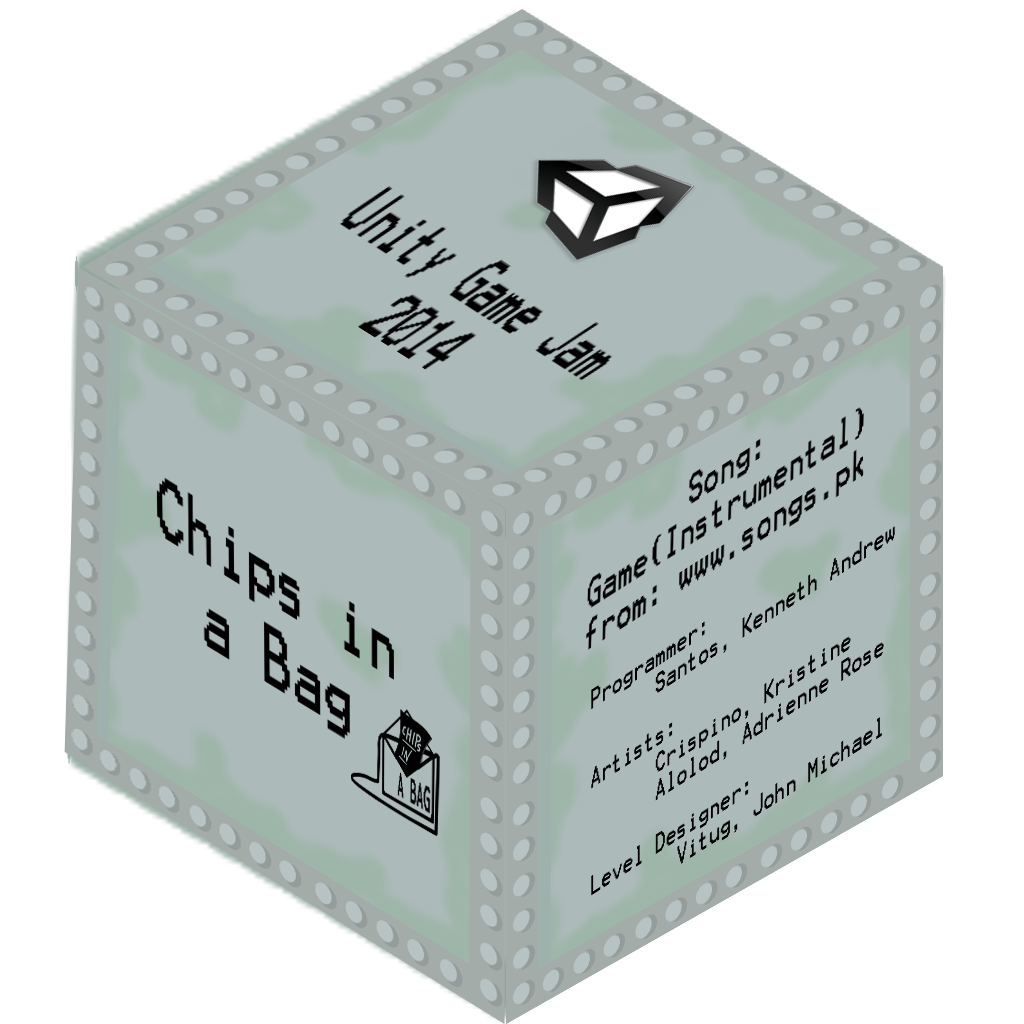 Unity Game Jam
2014
Chips in
a Bag
CHIPS
IN
A BAG
Song:
Game(Instrumental)
from: www.songs.pk
Programmer:
Santos, Kenneth Andrew
Artists:
Crispino, Kristine
Alolod, Adrienne Rose
Level Designer:
Vitug, John Michael